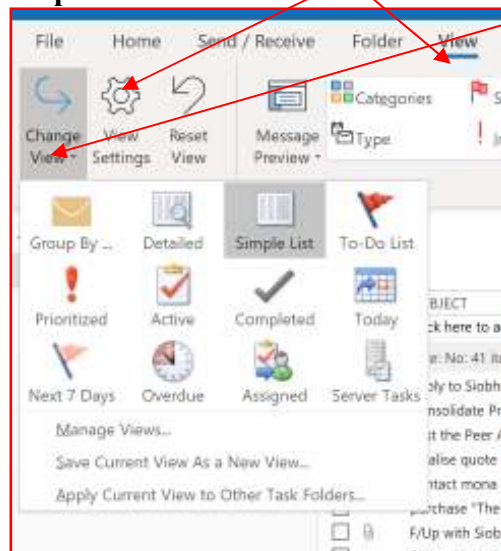 File Home Send / Receive Folder View
Change View View Settings Reset View Message Preview Categories Type
Group By ... Detailed Simple List To-Do List
Prioritized Active Completed Today
Next 7 Days Overdue Assigned Server Tasks
Manage Views...
Save Current View As a New View...
Apply Current View to Other Task Folders...
BJECT
ck here to a
e: No: 41 it
ply to Siobh
nsolidate Pr
t the Peer A
alise quote
ntact mona
purchase "The
F/Up with Siob